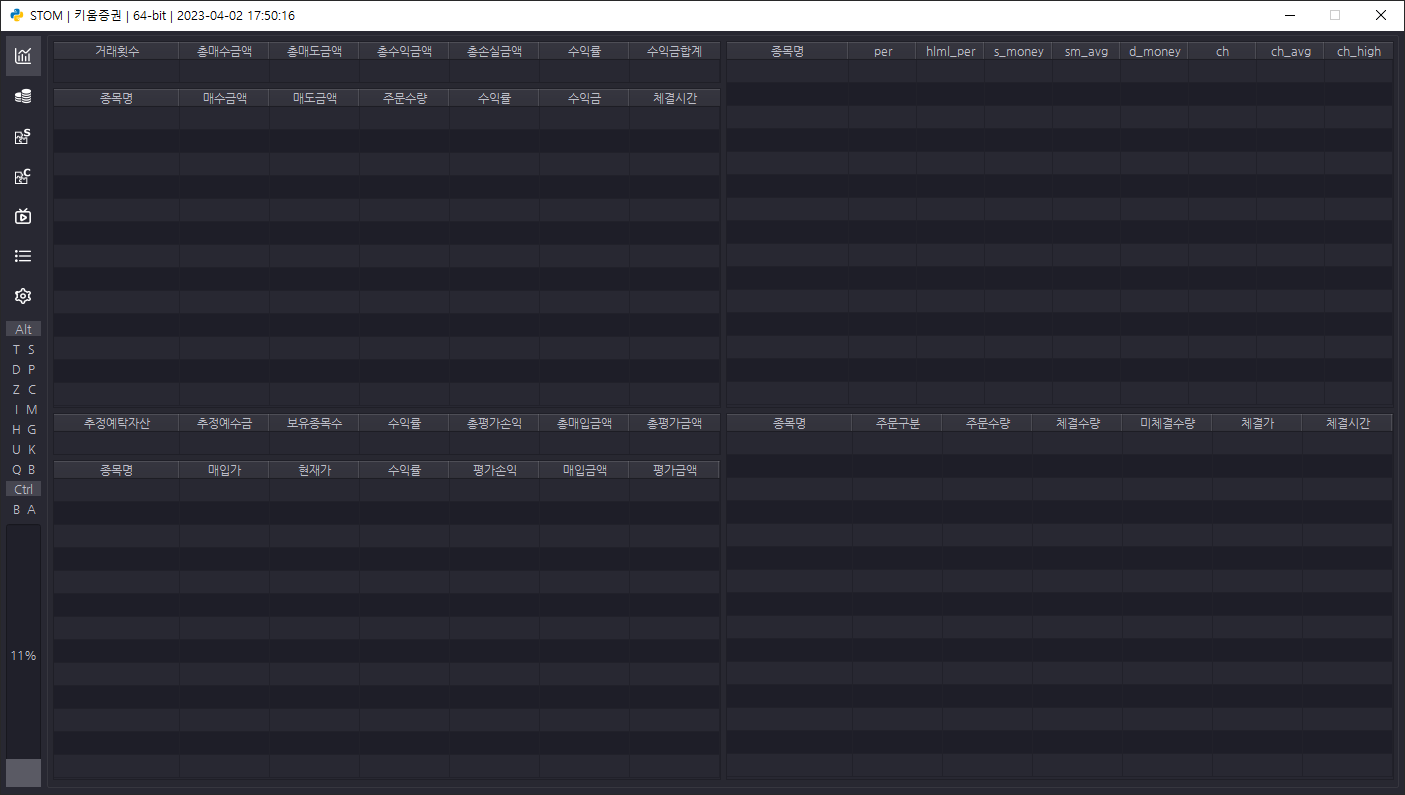 STOM | 키움증권 | 64-bit | 2023-04-02 17:50:16
거래횟수 총매수금액 총매도금액 총수익금액 총손실금액 수익률 수익금합계
종목명 매수금액 매도금액 주문수량 수익률 수익금 체결시간
추정예탁자산 추정예수금 보유종목수 수익률 총평가손익 총매입금액 총평가금액
종목명 매입가 현재가 수익률 평가손익 매입금액 평가금액
종목명 per hlml_per s_money sm_avg d_money ch ch_avg ch_high
종목명 주문구분 주문수량 체결수량 미체결수량 체결가 체결시간
S
C
Alt
T S
D P
Z C
I M
H G
U K
Q B
Ctrl
B A
11%